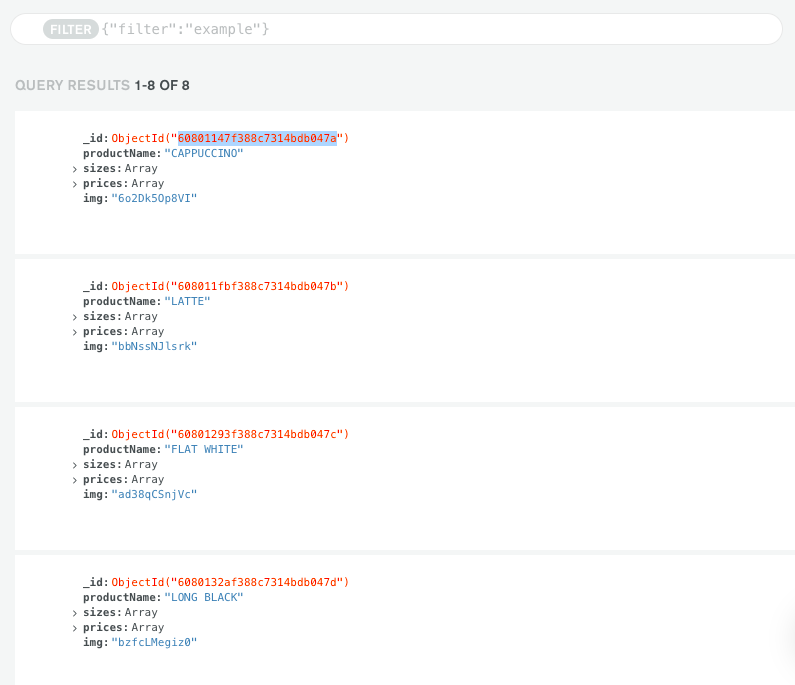 FILTER {"filter":"example"}
QUERY RESULTS 1-8 OF 8
_id: ObjectId("60801147f388c7314bdb047a")
productName: "CAPPUCCINO"
sizes: Array
prices: Array
img: "6o2Dk5Op8VI"
_id: ObjectId("608011fbf388c7314bdb047b")
productName: "LATTE"
sizes: Array
prices: Array
img: "bbNssNJlsrk"
_id: ObjectId("60801293f388c7314bdb047c")
productName: "FLAT WHITE"
sizes: Array
prices: Array
img: "ad38qCSnjVc"
_id: ObjectId("6080132af388c7314bdb047d")
productName: "LONG BLACK"
sizes: Array
prices: Array
img: "bzfcLMegiz0"